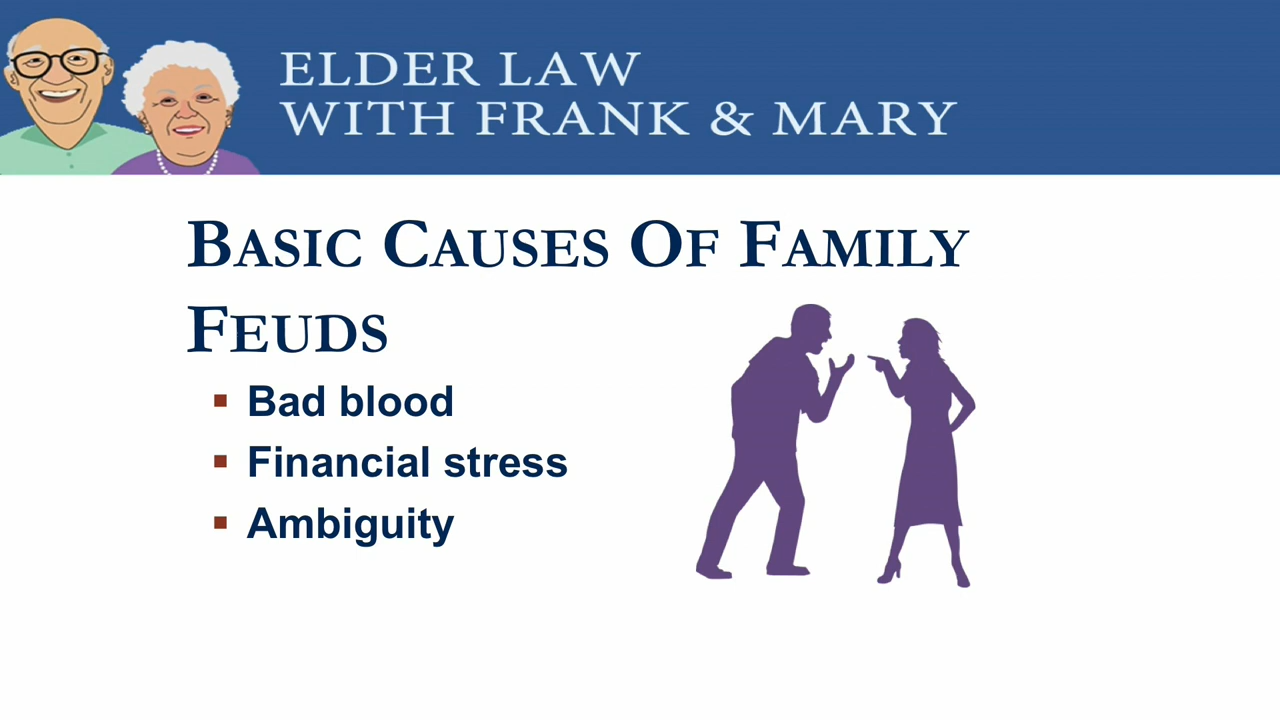 ELDER LAW
WITH FRANK & MARY
BASIC CAUSES OF FAMILY
FEUDS
▪ Bad blood
▪ Financial stress
▪ Ambiguity